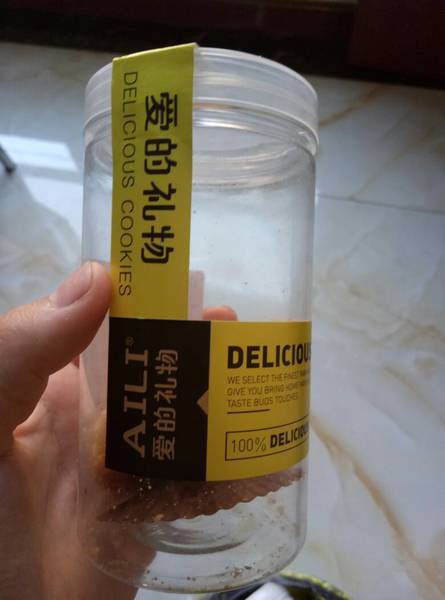 爱的礼物
DELICIOUS COOKIES
AILI®
爱的礼物
DELICIOUS
WE SELECT THE FINEST
GIVE YOU BRING HOME
TASTE BUDS TOUCHES
100% DELICIOU